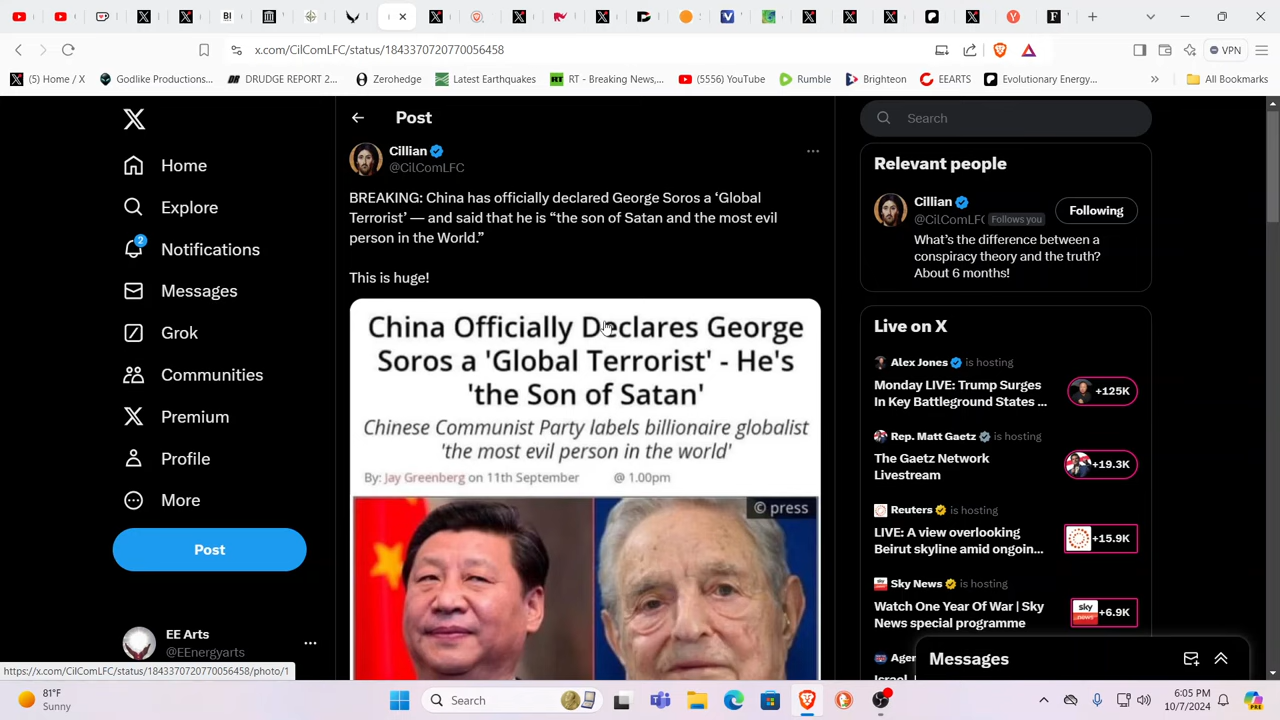 x.com/CilComLFC/status/1843370720770056458
VPN
(5) Home / X
Godlike Productions...
DRUDGE REPORT 2...
Zerohedge
Latest Earthquakes
RT - Breaking News,...
(5556) YouTube
Rumble
Brighteon
EEARTS
Evolutionary Energy...
All Bookmarks
Home
Explore
2
Notifications
Messages
Grok
Communities
Premium
Profile
More
Post
EE Arts
@EEnergyarts
https://x.com/CilComLFC/status/1843370720770056458/photo/1
Post
Cillian
@CilComLFC
BREAKING: China has officially declared George Soros a ‘Global
Terrorist’ — and said that he is “the son of Satan and the most evil
person in the World.”
This is huge!
China Officially Declares George
Soros a 'Global Terrorist' - He's
'the Son of Satan'
Chinese Communist Party labels billionaire globalist
'the most evil person in the world'
By: Jay Greenberg on 11th September @ 1.00pm
© press
Search
Relevant people
Cillian
@CilComLF
Follows you
Following
What’s the difference between a
conspiracy theory and the truth?
About 6 months!
Live on X
Alex Jones is hosting
Monday LIVE: Trump Surges
In Key Battleground States ...
+125K
Rep. Matt Gaetz is hosting
The Gaetz Network
Livestream
+19.3K
Reuters is hosting
LIVE: A view overlooking
Beirut skyline amid ongoin...
+15.9K
Sky News is hosting
Watch One Year Of War | Sky
News special programme
sky news
+6.9K
Messages
81°F
Sunny
Search
6:05 PM
10/7/2024
PRE